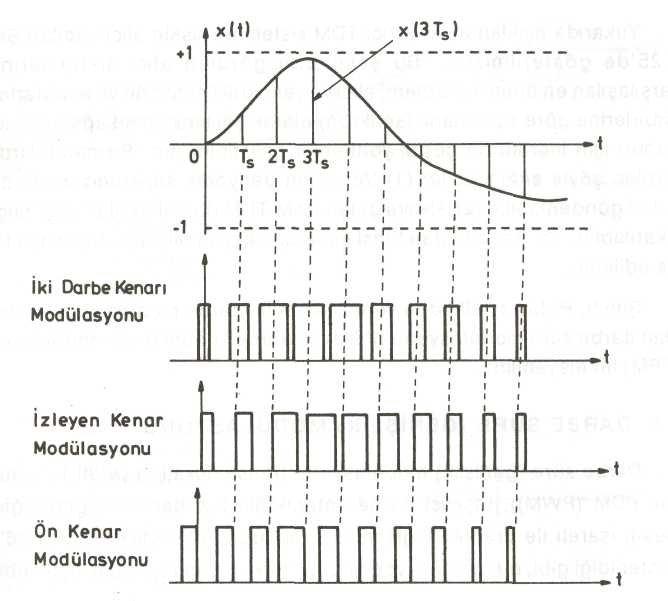 x(t)
x(3Ts)
+1
0
Ts 2Ts 3Ts
t
-1
İki Darbe Kenarı
Modülasyonu
t
İzleyen Kenar
Modülasyonu
t
Ön Kenar
Modülasyonu
t